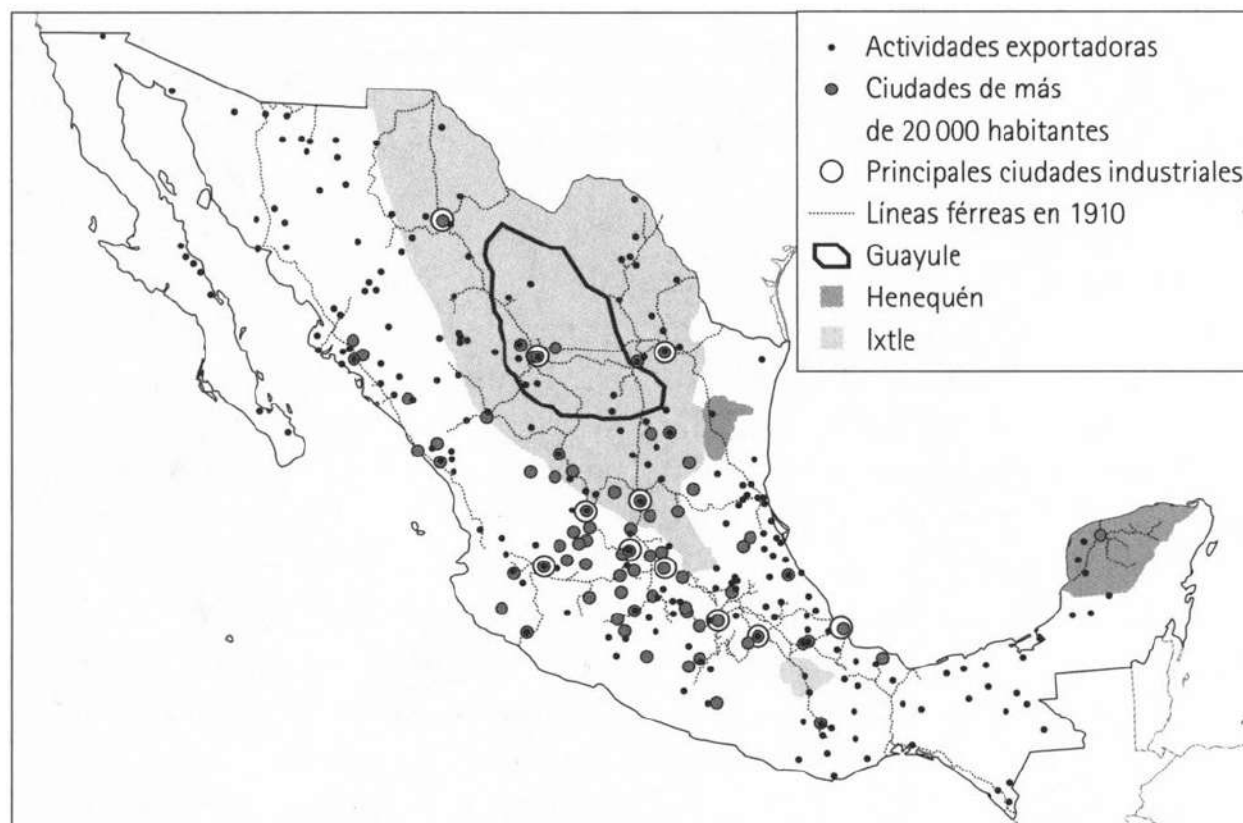 Actividades exportadoras
Ciudades de más
de 20 000 habitantes
Principales ciudades industriales
Líneas férreas en 1910
Guayule
Henequén
Ixtle